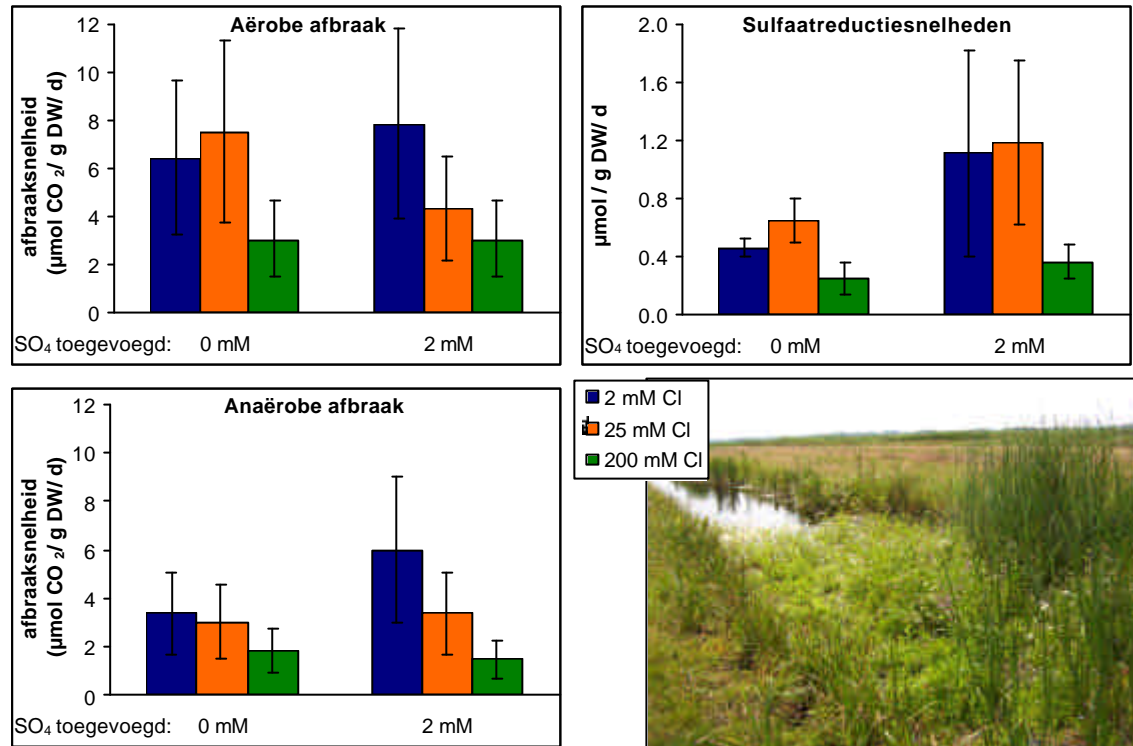 Aërobe afbraak
afbraaksnelheid
(µmol CO₂/ g DW/ d)
12
10
8
6
4
2
0
SO₄ toegevoegd: 0 mM 2 mM
Sulfaatreductiesnelheden
µmol / g DW/ d
2.0
1.6
1.2
0.8
0.4
0.0
SO₄ toegevoegd: 0 mM 2 mM
Anaërobe afbraak
afbraaksnelheid
(µmol CO₂/ g DW/ d)
12
10
8
6
4
2
0
SO₄ toegevoegd: 0 mM 2 mM
2 mM Cl
25 mM Cl
200 mM Cl